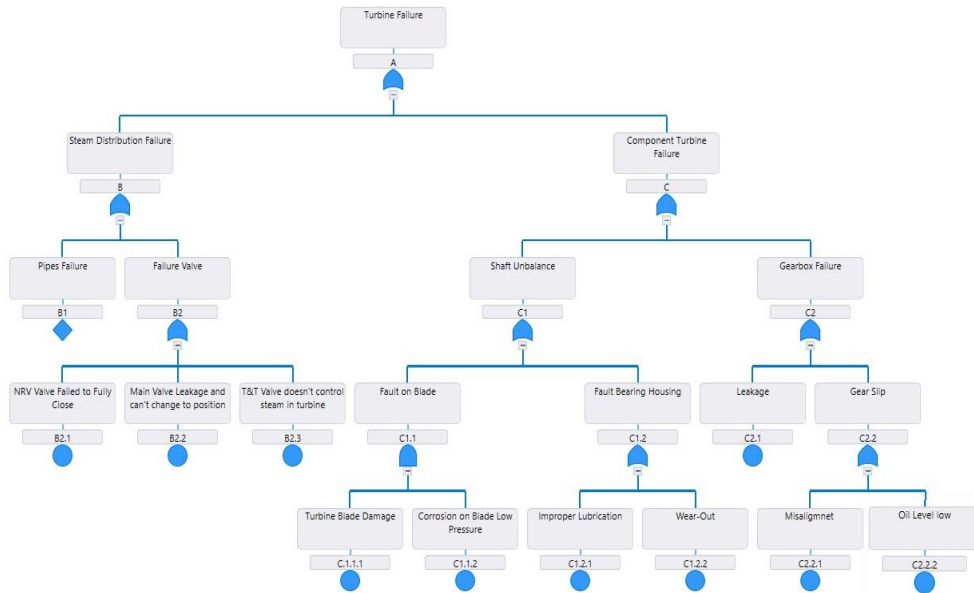 Turbine Failure
A
Steam Distribution Failure
B
Component Turbine
Failure
C
Pipes Failure
B1
Failure Valve
B2
Shaft Unbalance
C1
Gearbox Failure
C2
NRV Valve Failed to Fully
Close
B2.1
Main Valve Leakage and
can't change to position
B2.2
T&T Valve doesn't control
steam in turbine
B2.3
Fault on Blade
C1.1
Fault Bearing Housing
C1.2
Leakage
C2.1
Gear Slip
C2.2
Turbine Blade Damage
C.1.1.1
Corrosion on Blade Low
Pressure
C1.1.2
Improper Lubrication
C1.2.1
Wear-Out
C1.2.2
Misaligmnet
C2.2.1
Oil Level low
C2.2.2